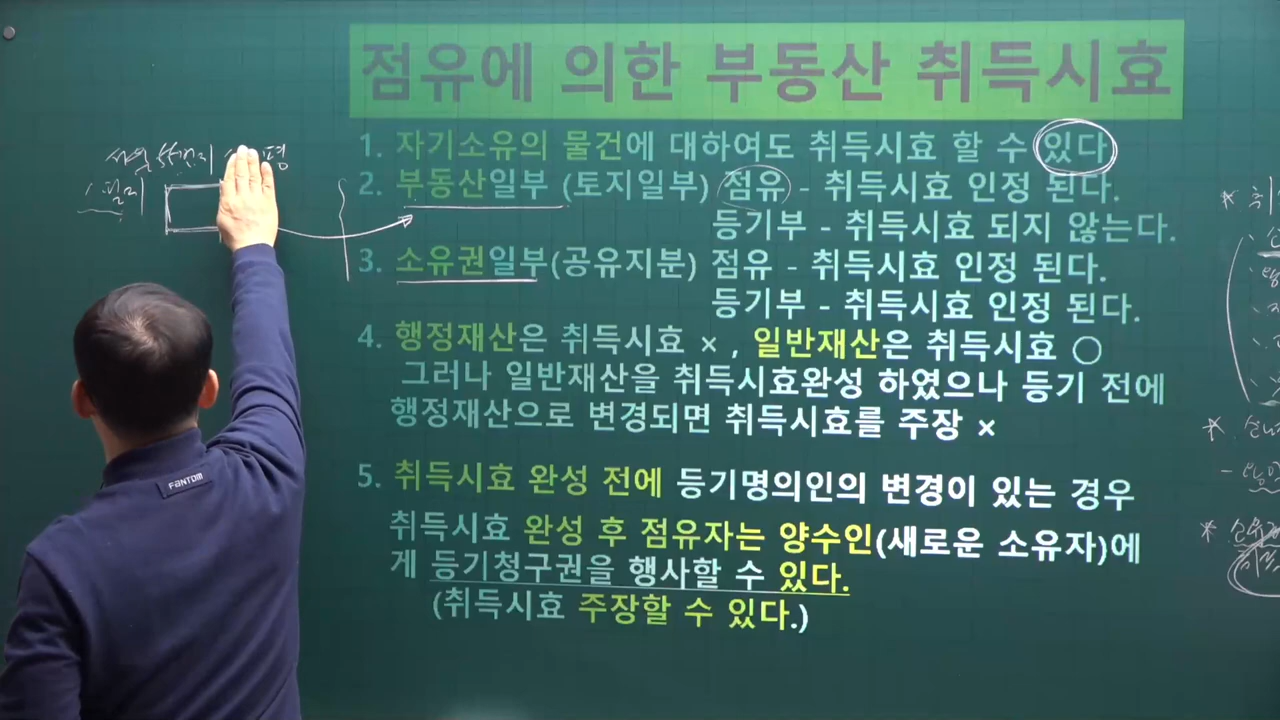 점유에 의한 부동산 취득시효
1. 자기소유의 물건에 대하여도 취득시효 할 수 있다
2. 부동산일부 (토지일부) 점유 - 취득시효 인정 된다.
등기부 - 취득시효 되지 않는다.
3. 소유권일부(공유지분) 점유 - 취득시효 인정 된다.
등기부 - 취득시효 인정 된다.
4. 행정재산은 취득시효 ×, 일반재산은 취득시효 ○
그러나 일반재산을 취득시효완성 하였으나 등기 전에
행정재산으로 변경되면 취득시효를 주장 ×
5. 취득시효 완성 전에 등기명의인의 변경이 있는 경우
취득시효 완성 후 점유자는 양수인(새로운 소유자)에
게 등기청구권을 행사할 수 있다.
(취득시효 주장할 수 있다.)
1필지
평
* 취
FANTOM